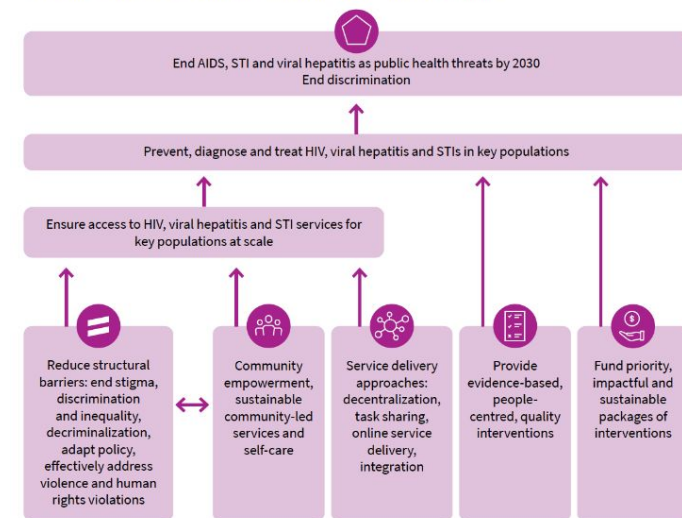 End AIDS, STI and viral hepatitis as public health threats by 2030
End discrimination
Prevent, diagnose and treat HIV, viral hepatitis and STIs in key populations
Ensure access to HIV, viral hepatitis and STI services for
key populations at scale
Reduce structural
barriers: end stigma,
discrimination
and inequality,
decriminalization,
adapt policy,
effectively address
violence and human
rights violations
Community
empowerment,
sustainable
community-led
services and
self-care
Service delivery
approaches:
decentralization,
task sharing,
online service
delivery,
integration
Provide
evidence-based,
people-
centred, quality
interventions
Fund priority,
impactful and
sustainable
packages of
interventions